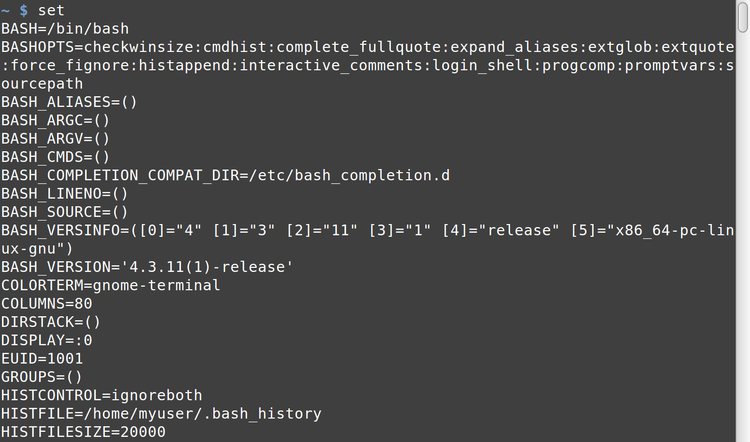 ~ $ set
BASH=/bin/bash
BASHOPTS=checkwinsize:cmdhist:complete_fullquote:expand_aliases:extglob:extquote
:force_fignore:histappend:interactive_comments:login_shell:progcomp:promptvars:s
ourcepath
BASH_ALIASES=()
BASH_ARGC=()
BASH_ARGV=()
BASH_CMDS=()
BASH_COMPLETION_COMPAT_DIR=/etc/bash_completion.d
BASH_LINENO=()
BASH_SOURCE=()
BASH_VERSINFO=([0]="4" [1]="3" [2]="11" [3]="1" [4]="release" [5]="x86_64-pc-lin
ux-gnu")
BASH_VERSION='4.3.11(1)-release'
COLORTERM=gnome-terminal
COLUMNS=80
DIRSTACK=()
DISPLAY=:0
EUID=1001
GROUPS=()
HISTCONTROL=ignoreboth
HISTFILE=/home/myuser/.bash_history
HISTFILESIZE=20000